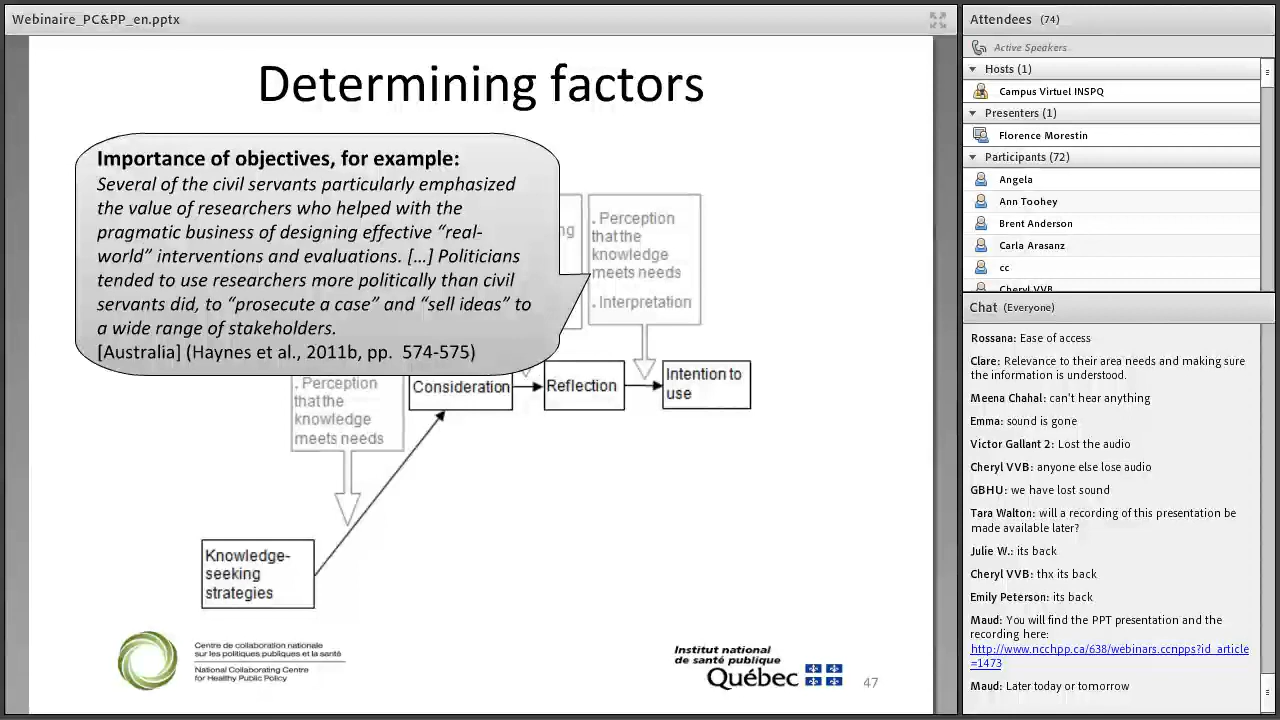 Webinaire_PC&PP_en.pptx
Determining factors
Importance of objectives, for example:
Several of the civil servants particularly emphasized
the value of researchers who helped with the
pragmatic business of designing effective “real-
world” interventions and evaluations. […] Politicians
tended to use researchers more politically than civil
servants did, to “prosecute a case” and “sell ideas” to
a wide range of stakeholders.
[Australia] (Haynes et al., 2011b, pp. 574-575)
ng
. Perception
that the
knowledge
meets needs
. Interpretation
. Perception
that the
knowledge
meets needs
Consideration
Reflection
Intention to
use
Knowledge-
seeking
strategies
Centre de collaboration nationale
sur les politiques publiques et la santé
National Collaborating Centre
for Healthy Public Policy
Institut national
de santé publique
Québec
47
Attendees (74)
Active Speakers
Hosts (1)
Campus Virtuel INSPQ
Presenters (1)
Florence Morestin
Participants (72)
Angela
Ann Toohey
Brent Anderson
Carla Arasanz
cc
Cheryl VVB
Chat (Everyone)
Rossana: Ease of access
Clare: Relevance to their area needs and making sure
the information is understood.
Meena Chahal: can't hear anything
Emma: sound is gone
Victor Gallant 2: Lost the audio
Cheryl VVB: anyone else lose audio
GBHU: we have lost sound
Tara Walton: will a recording of this presentation be
made available later?
Julie W.: its back
Cheryl VVB: thx its back
Emily Peterson: its back
Maud: You will find the PPT presentation and the
recording here:
http://www.ncchpp.ca/638/webinars.ccnpps?id_article
=1473
Maud: Later today or tomorrow